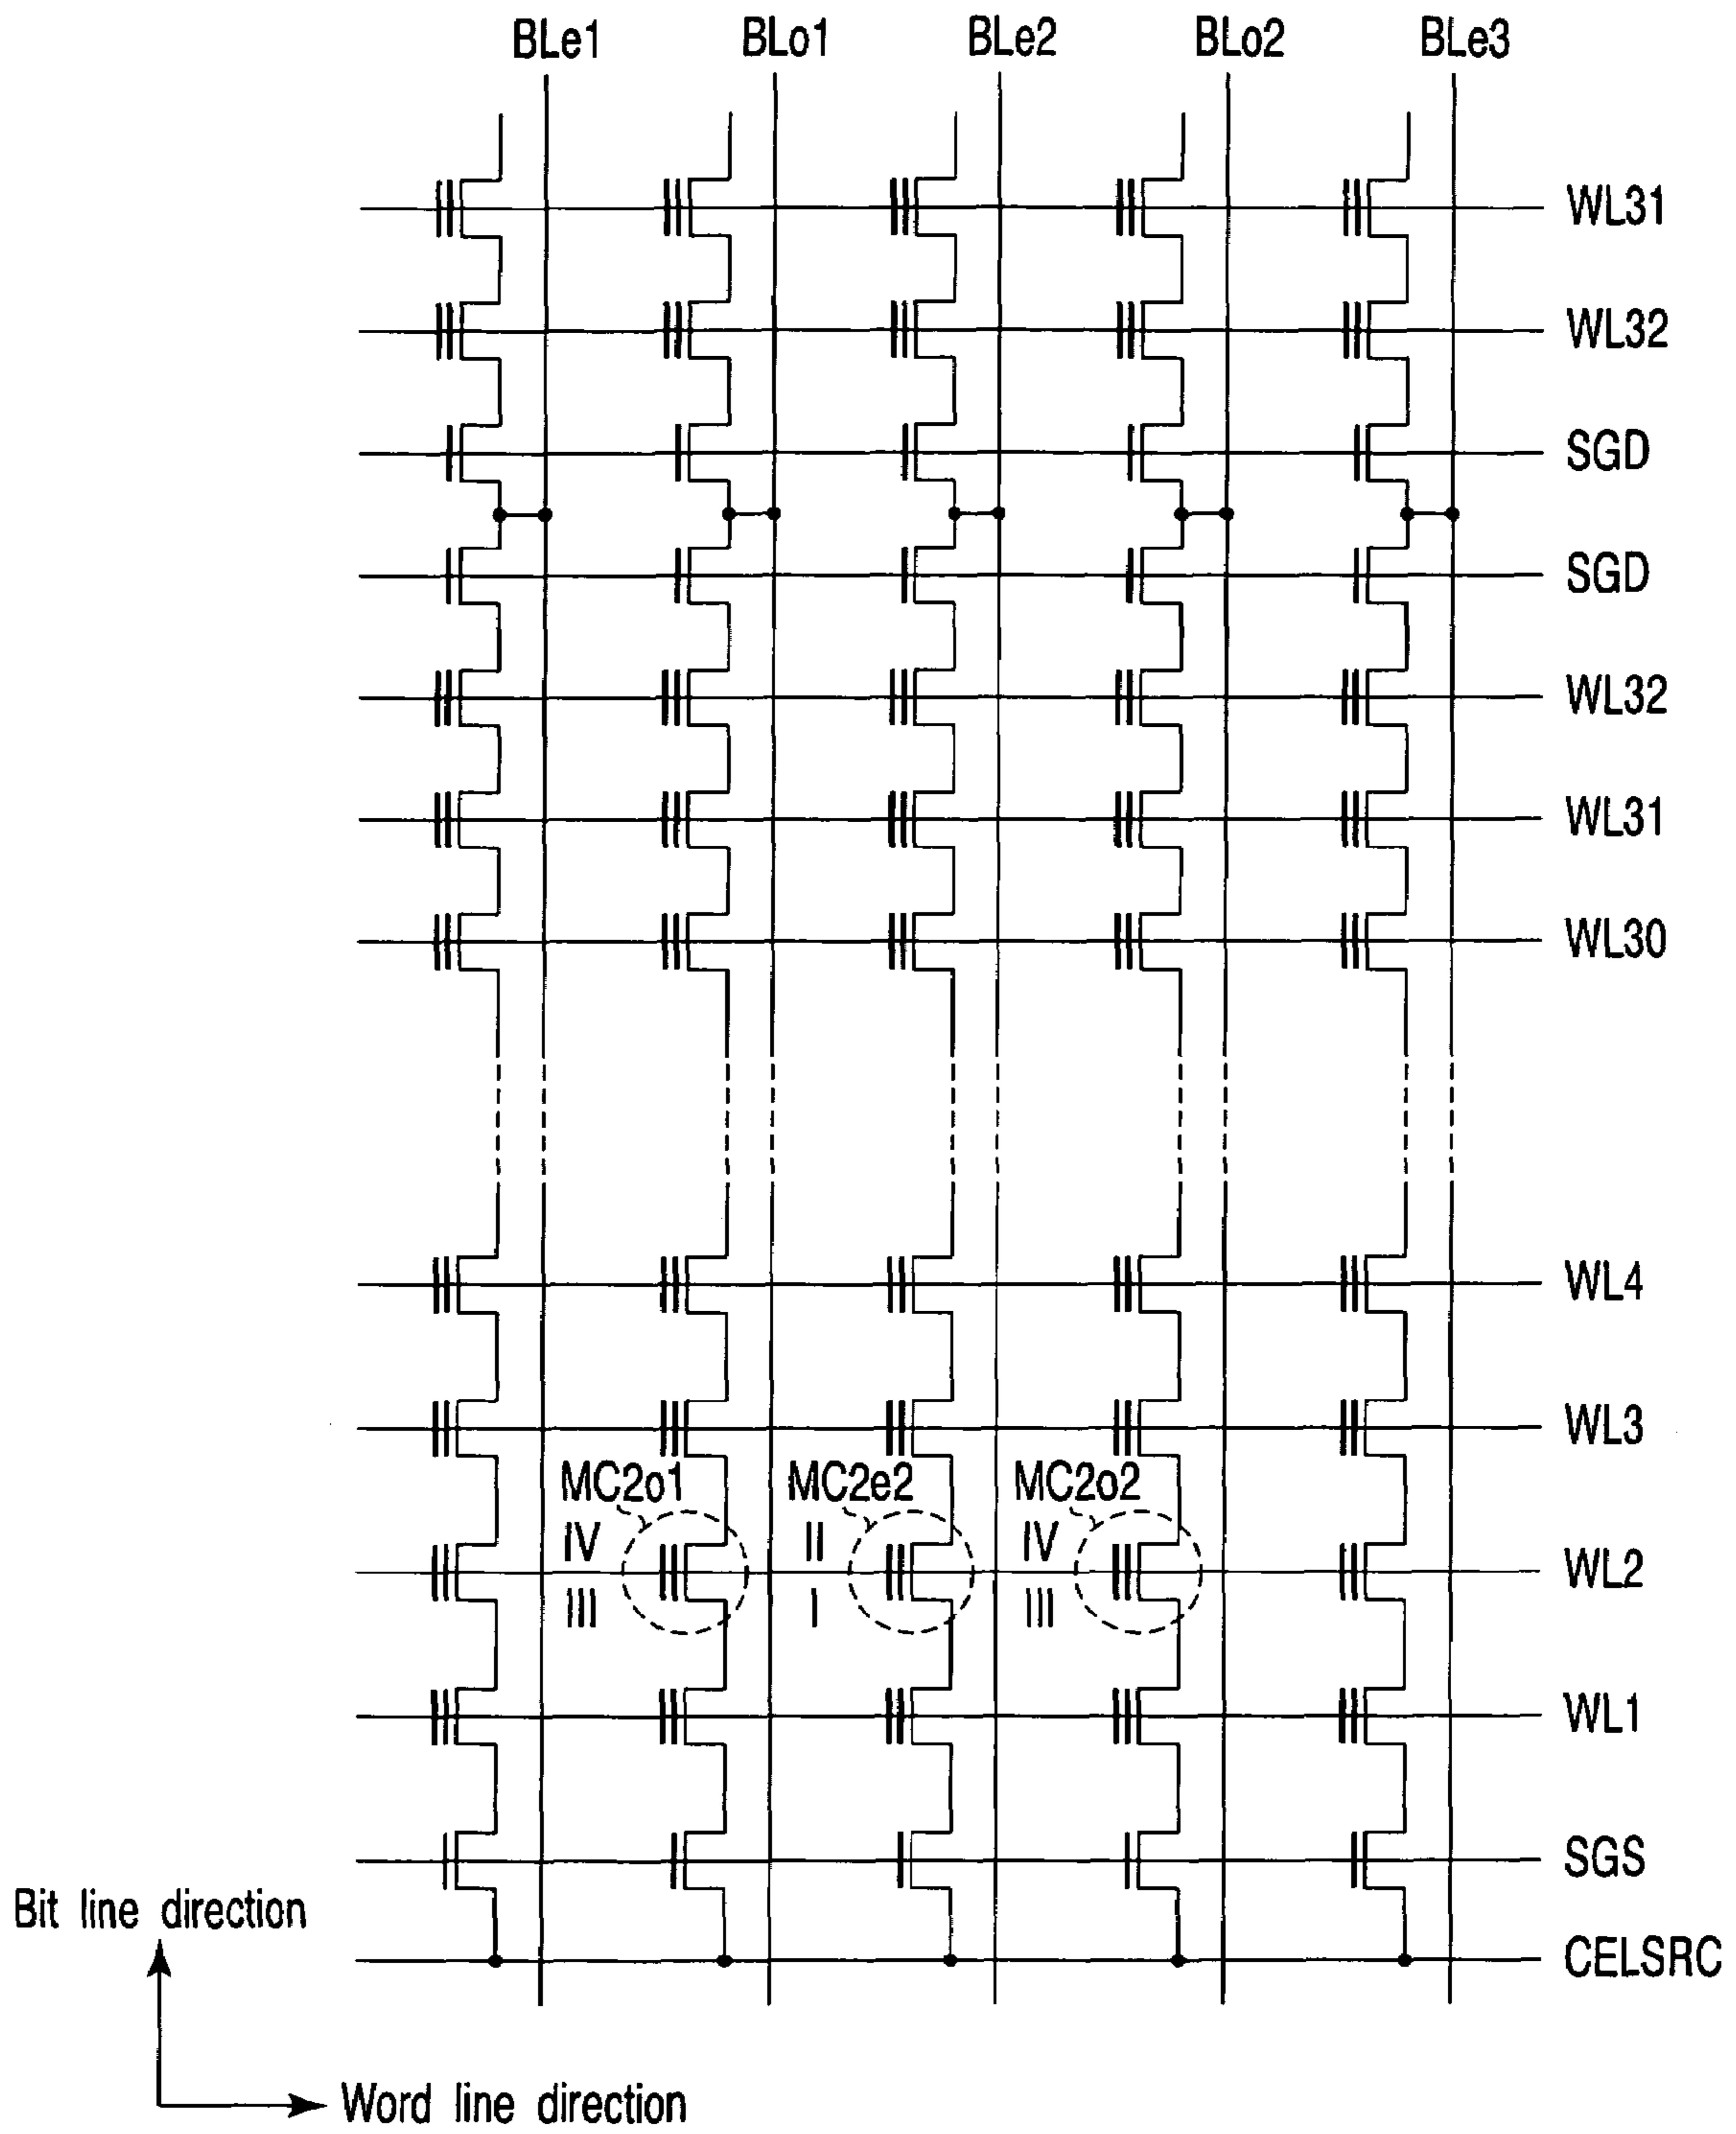 BLe1 BLo1 BLe2 BLo2 BLe3
WL31
WL32
SGD
SGD
WL32
WL31
WL30
WL4
WL3
MC2o1 MC2e2 MC2o2
IV II IV
WL2
III I III
WL1
SGS
Bit line direction
CELSRC
Word line direction